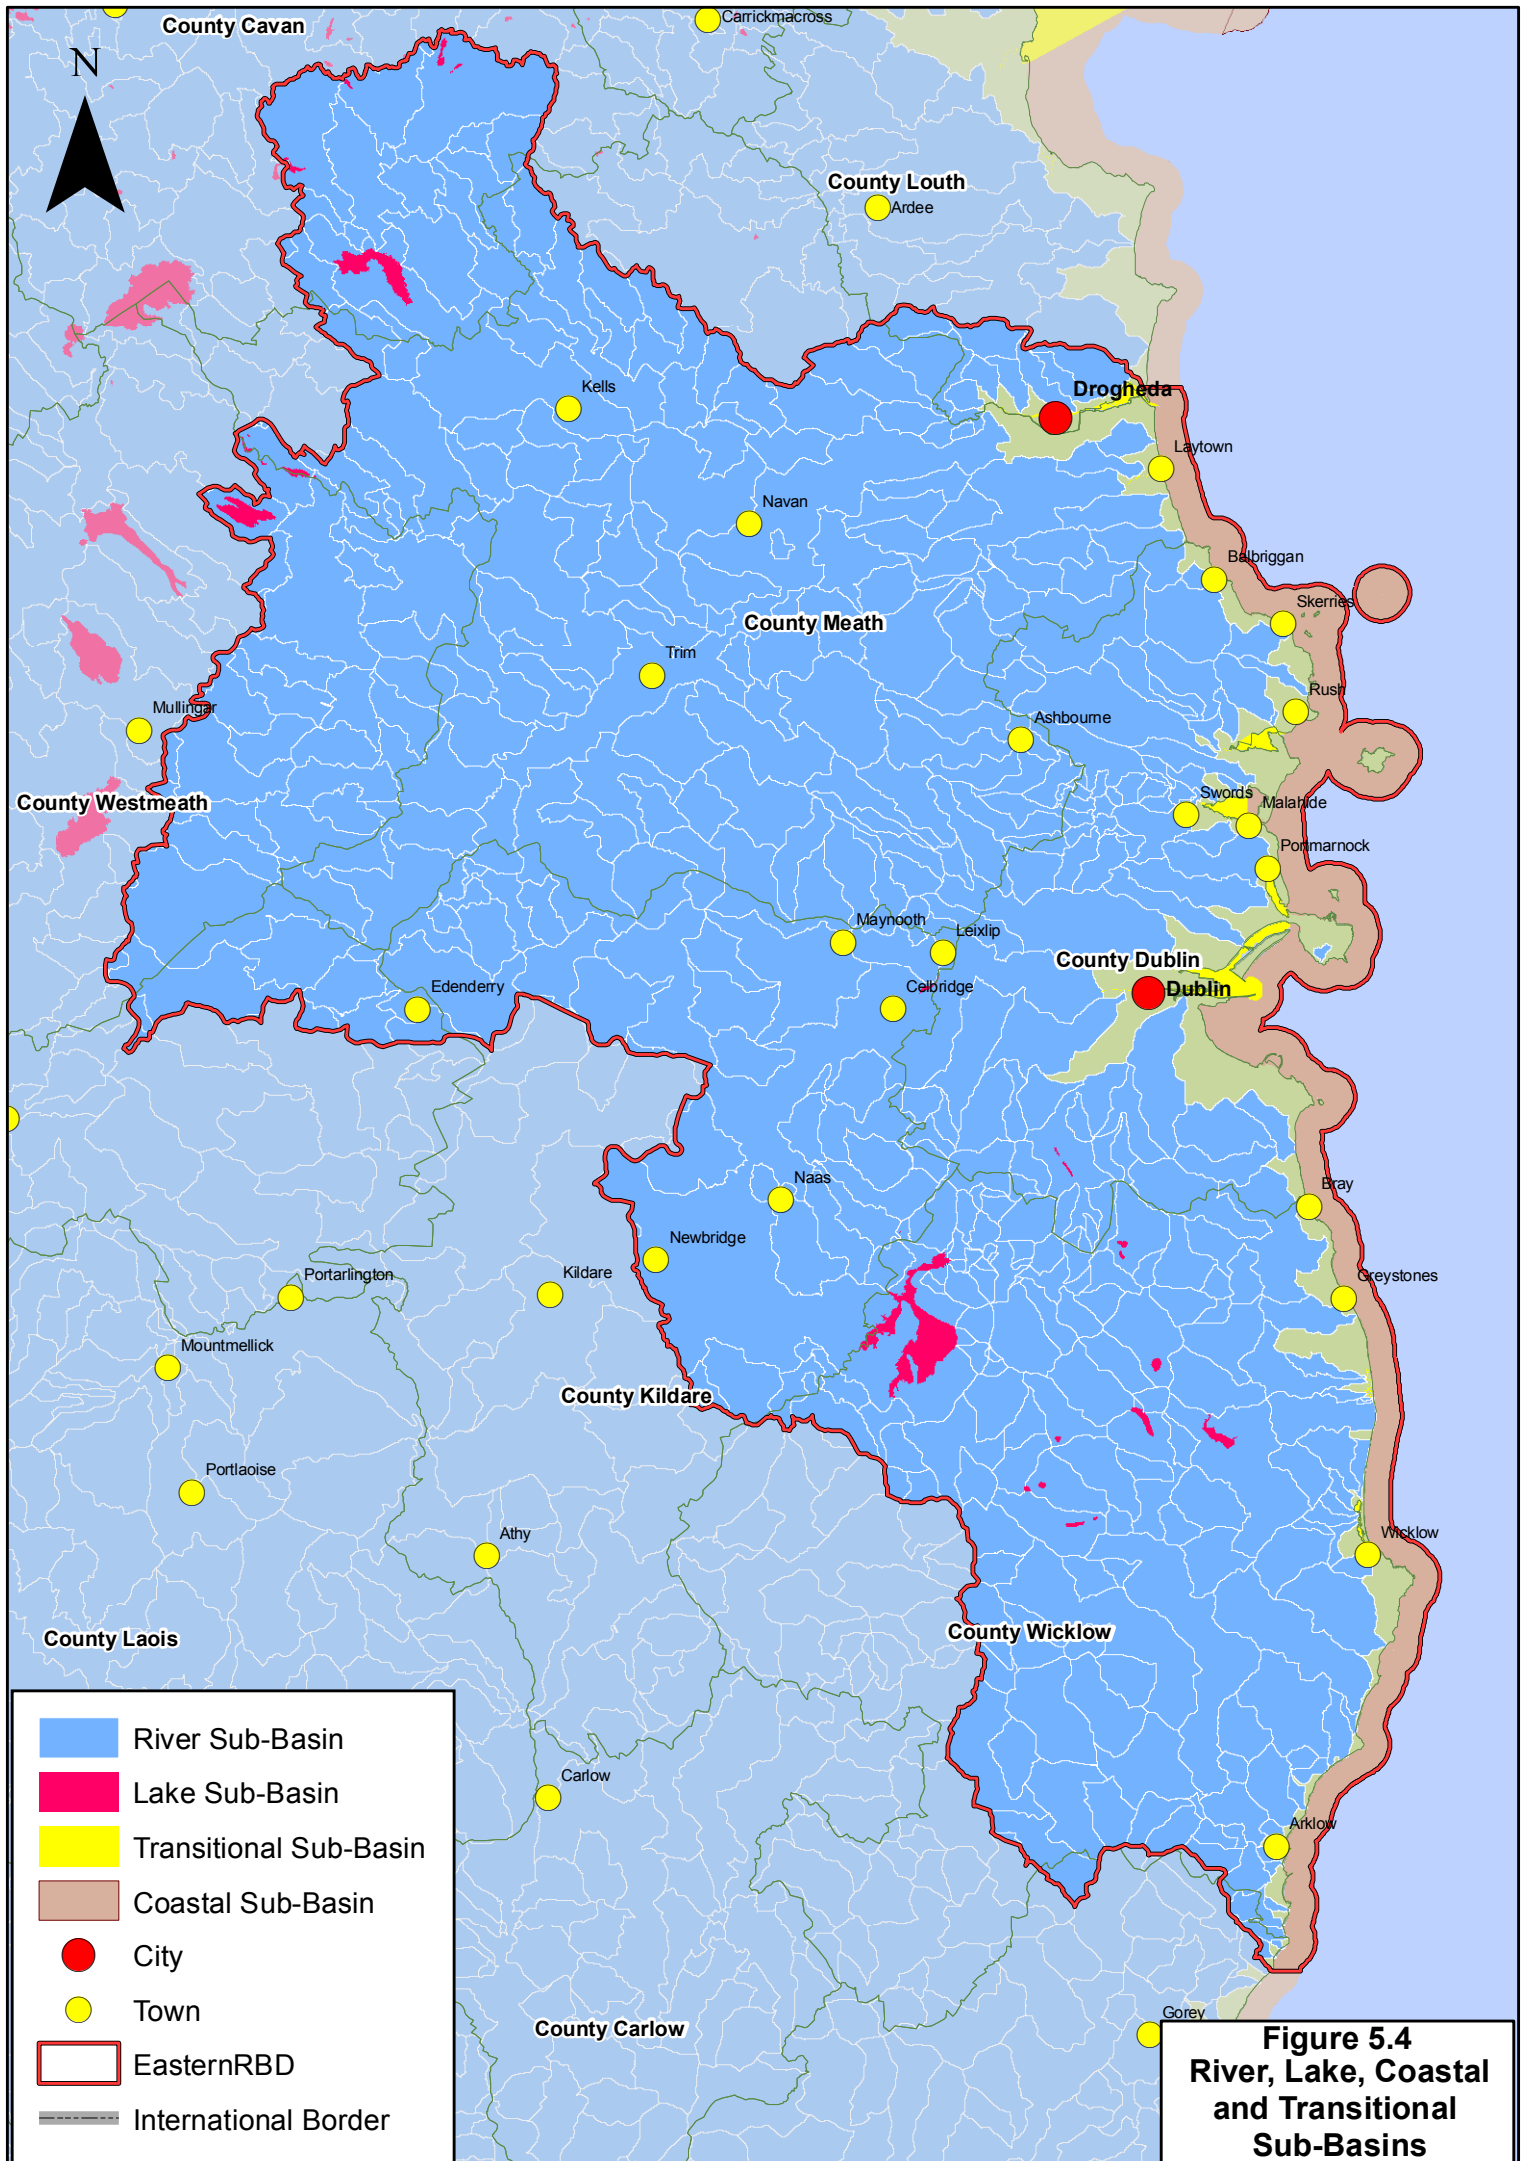 County Cavan
Carrickmacross
N
County Louth
Ardee
Drogheda
Kells
Laytown
Navan
Balbriggan
Skerries
County Meath
Trim
Rush
Mullingar
Ashbourne
County Westmeath
Swords
Malahide
Portmarnock
Maynooth
Leixlip
County Dublin
Edenderry
Celbridge
Dublin
Naas
Bray
Newbridge
Portarlington
Kildare
Greystones
Mountmellick
County Kildare
Portlaoise
Athy
Wicklow
County Laois
County Wicklow
Carlow
Arklow
Gorey
County Carlow
River Sub-Basin
Lake Sub-Basin
Transitional Sub-Basin
Coastal Sub-Basin
City
Town
EasternRBD
International Border
Figure 5.4
River, Lake, Coastal
and Transitional
Sub-Basins